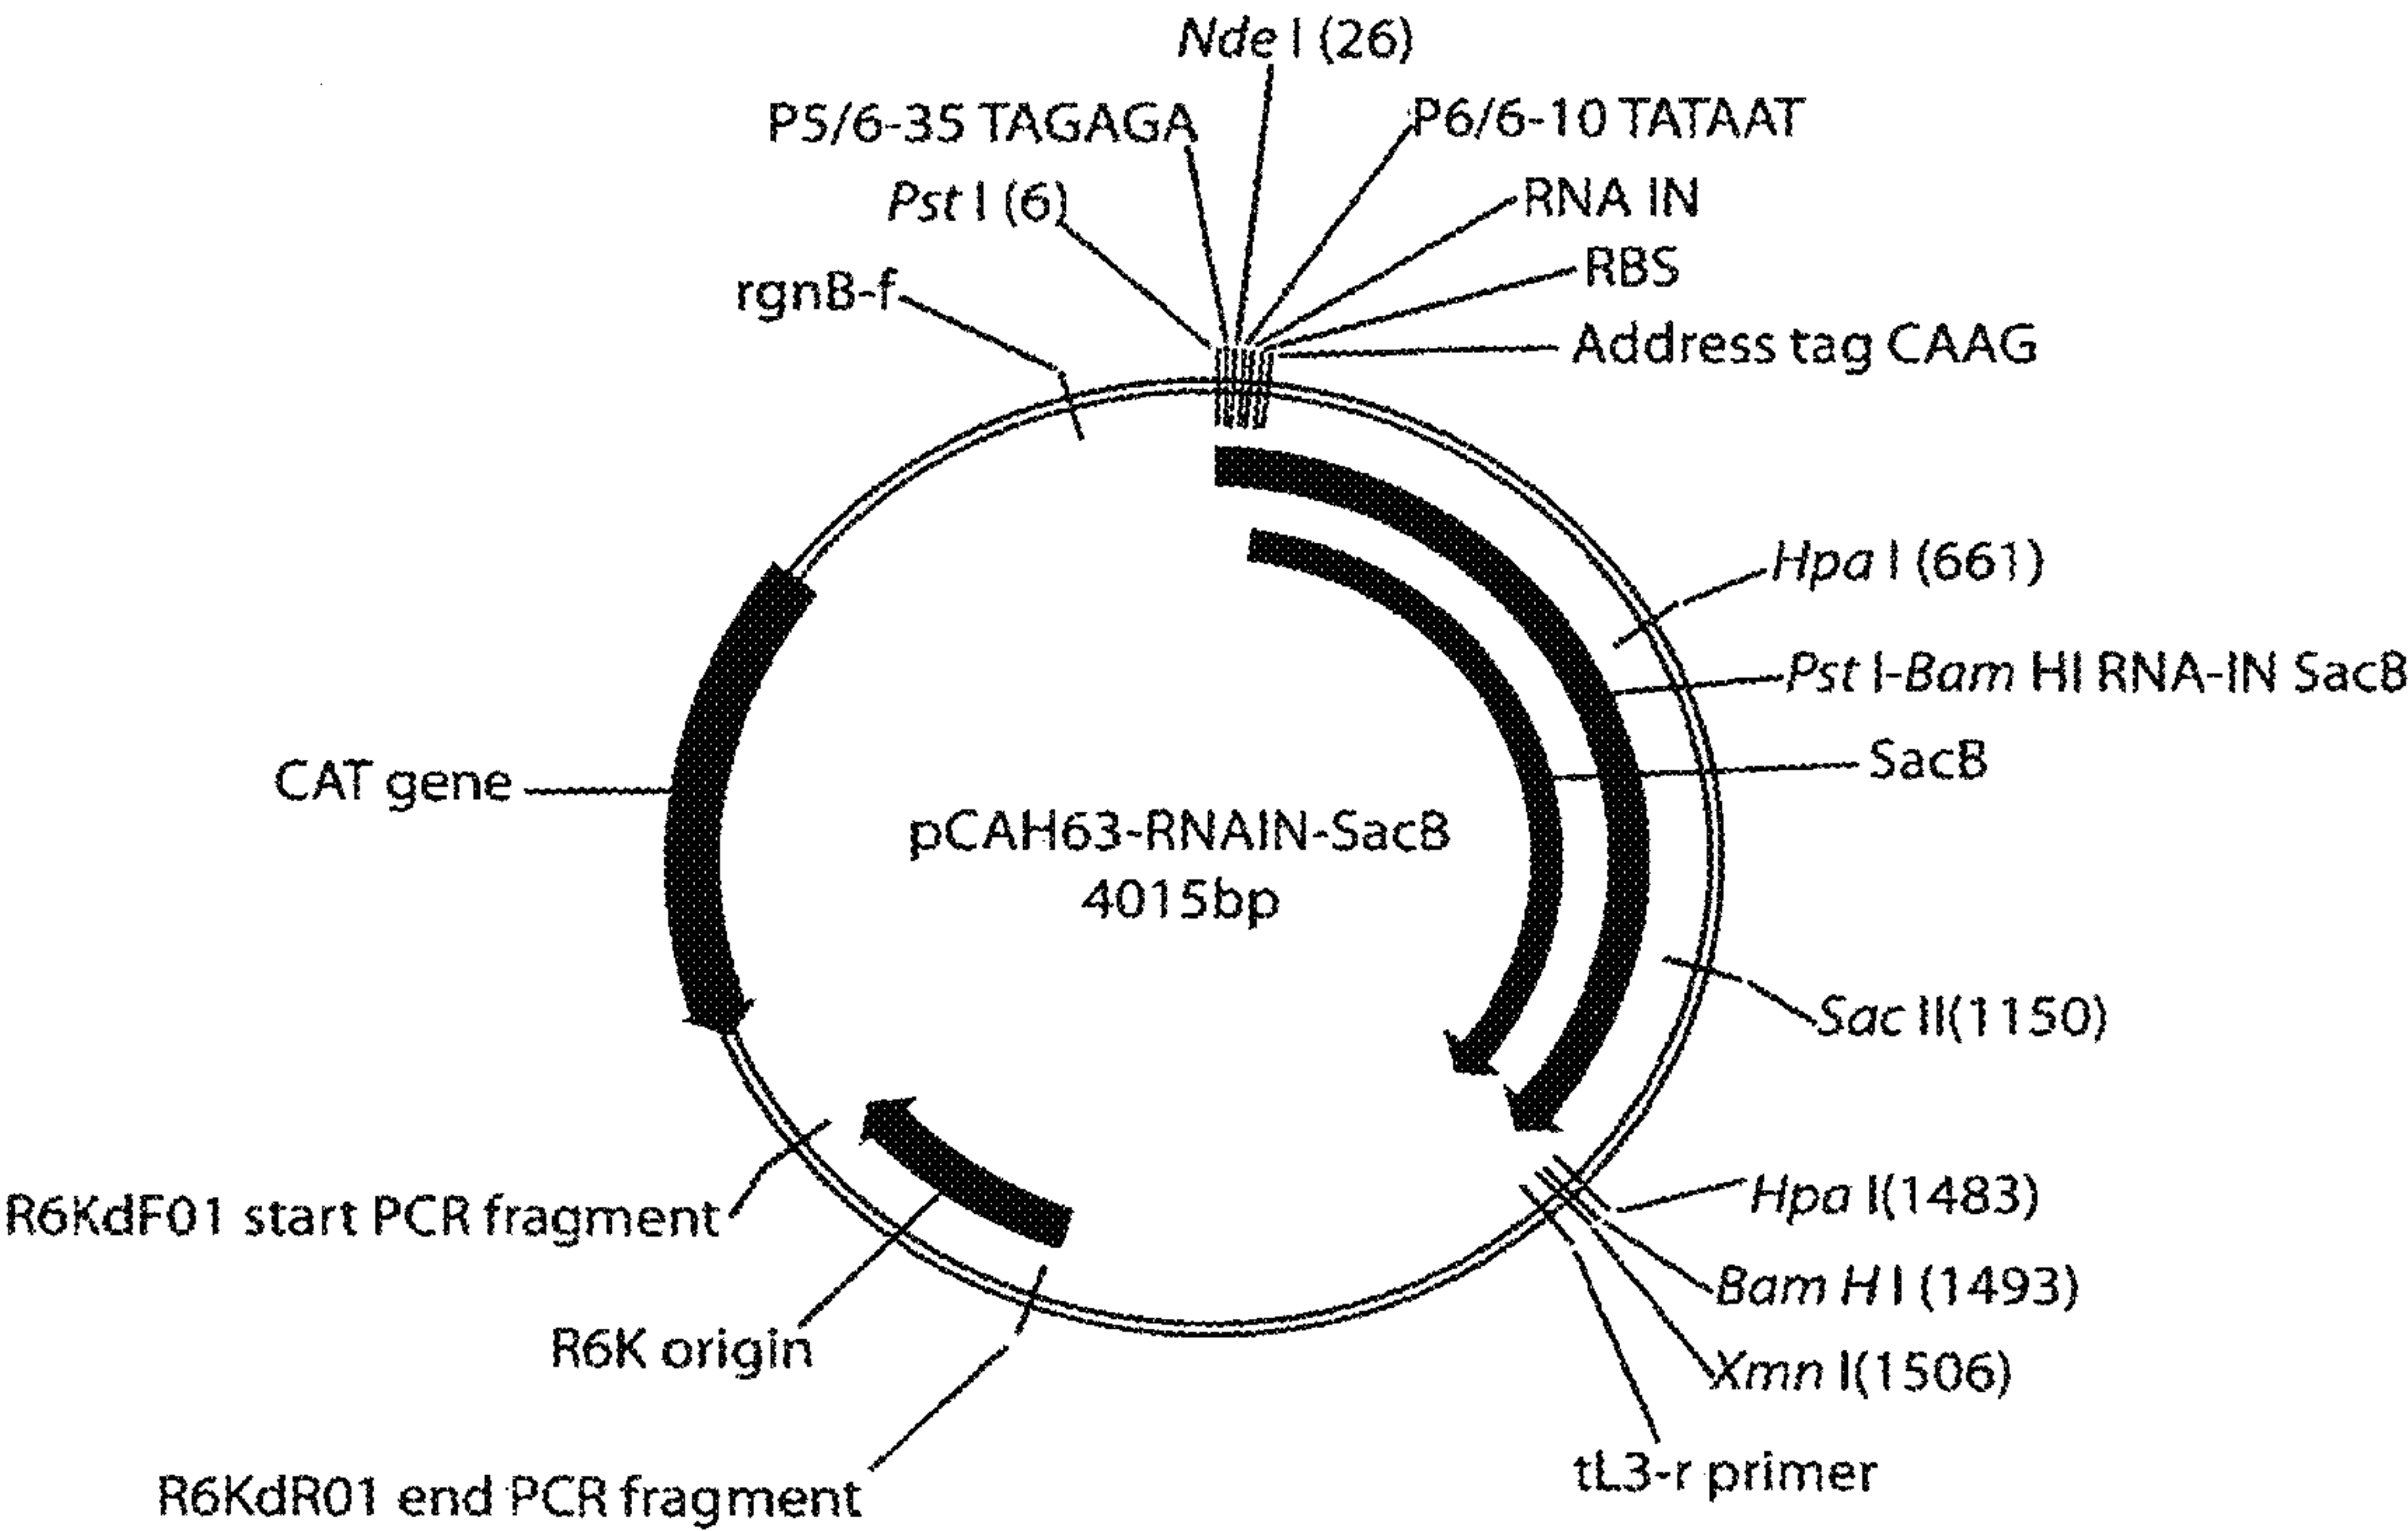 Nde I (26)
P5/6-35 TAGAGA
P6/6-10 TATAAT
Pst I (6)
RNA IN
RBS
rgnB-f
Address tag CAAG
Hpa I (661)
Pst I-Bam HI RNA-IN SacB
SacB
CAT gene
pCAH63-RNAIN-SacB
4015bp
Sac II(1150)
Hpa I(1483)
R6KdF01 start PCR fragment
Bam H I (1493)
R6K origin
Xmn I(1506)
tL3-r primer
R6KdR01 end PCR fragment